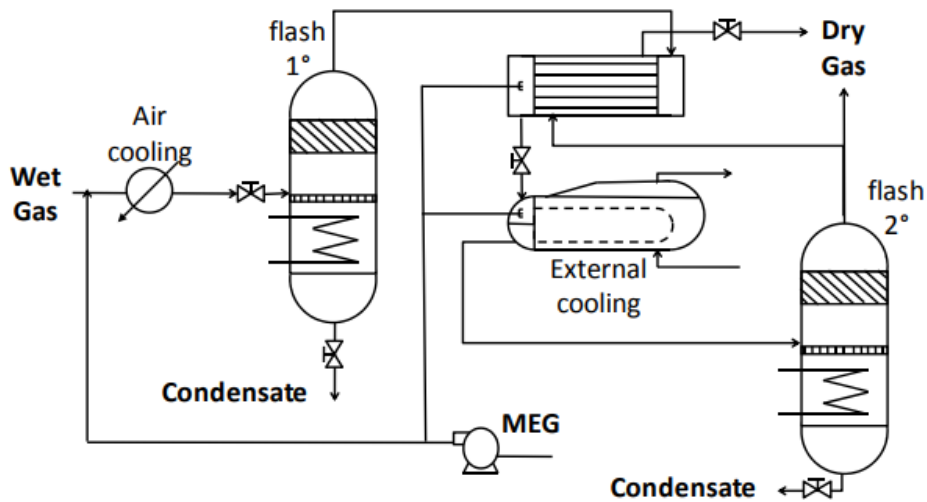 flash
1°
Dry
Gas
Air
cooling
Wet
Gas
flash
2°
External
cooling
Condensate
MEG
Condensate